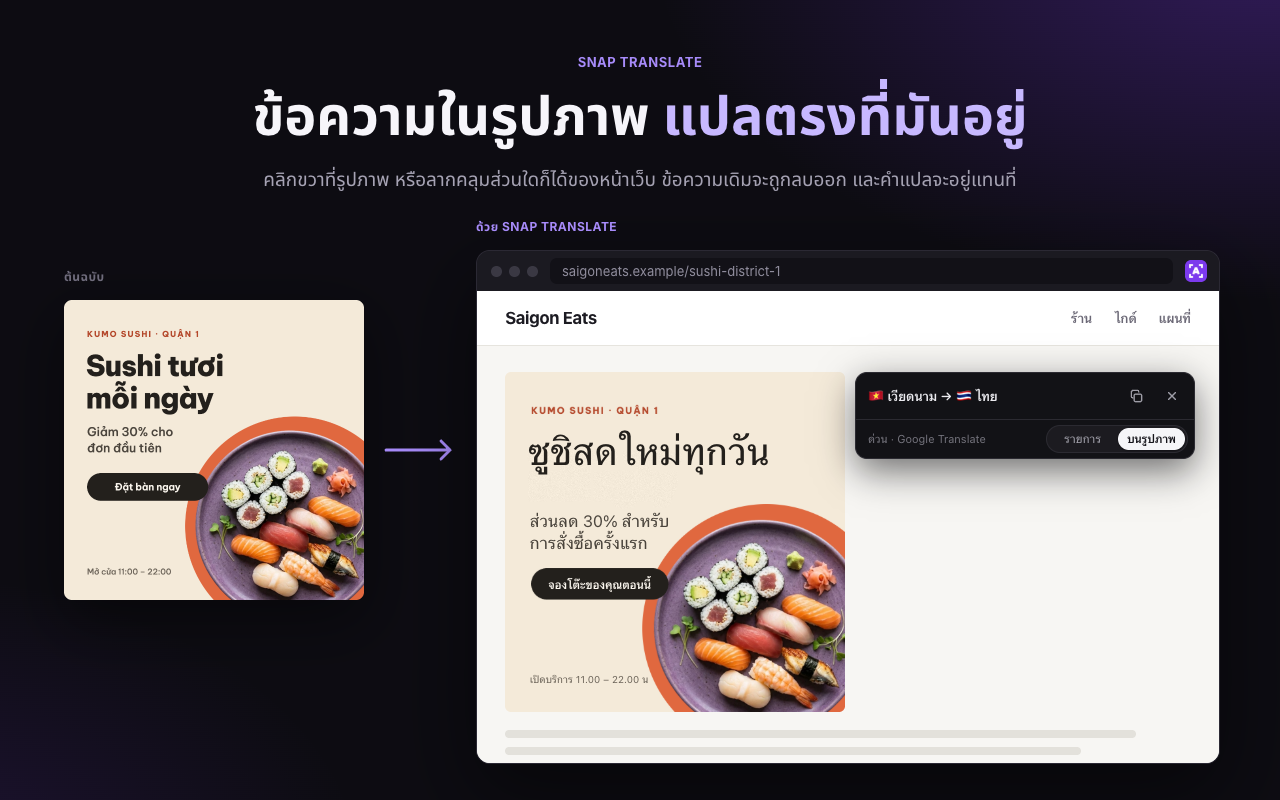 SNAP TRANSLATE
ข้อความในรูปภาพ แปลตรงที่มันอยู่
คลิกขวาที่รูปภาพ หรือลากคลุมส่วนใดก็ได้ของหน้าเว็บ ข้อความเดิมจะถูกลบออก และคำแปลจะอยู่แทนที่
ต้นฉบับ
KUMO SUSHI · QUẬN 1
Sushi tươi
mỗi ngày
Giảm 30% cho
đơn đầu tiên
Đặt bàn ngay
Mở cửa 11:00 – 22:00
ด้วย SNAP TRANSLATE
saigoneats.example/sushi-district-1
Saigon Eats
ร้าน ไกด์ แผนที่
KUMO SUSHI · QUẬN 1
ซูชิสดใหม่ทุกวัน
ส่วนลด 30% สำหรับ
การสั่งซื้อครั้งแรก
จองโต๊ะของคุณตอนนี้
เปิดบริการ 11.00 – 22.00 น
เวียดนาม → ไทย
ด่วน · Google Translate
รายการ บนรูปภาพ